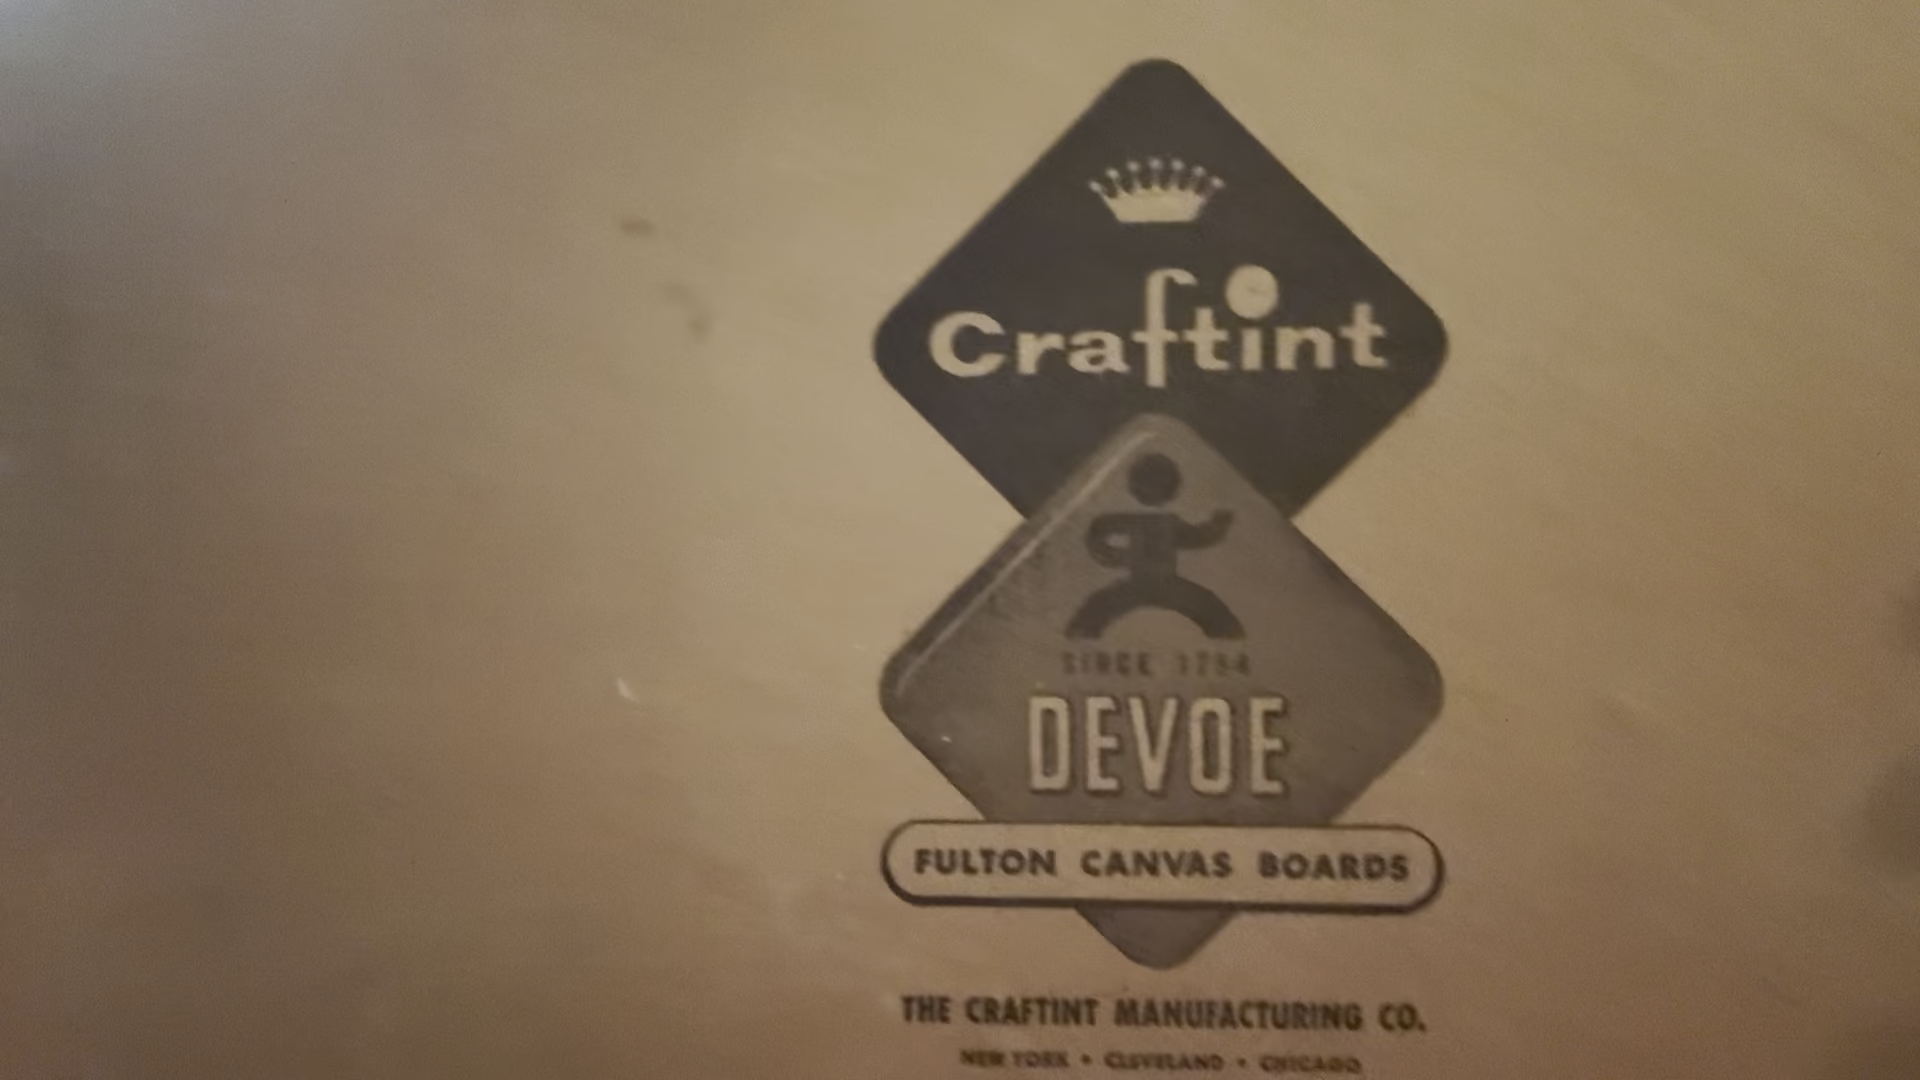 Craftint
SINCE 1754
DEVOE
FULTON CANVAS BOARDS
THE CRAFTINT MANUFACTURING CO.
NEW YORK • CLEVELAND • CHICAGO